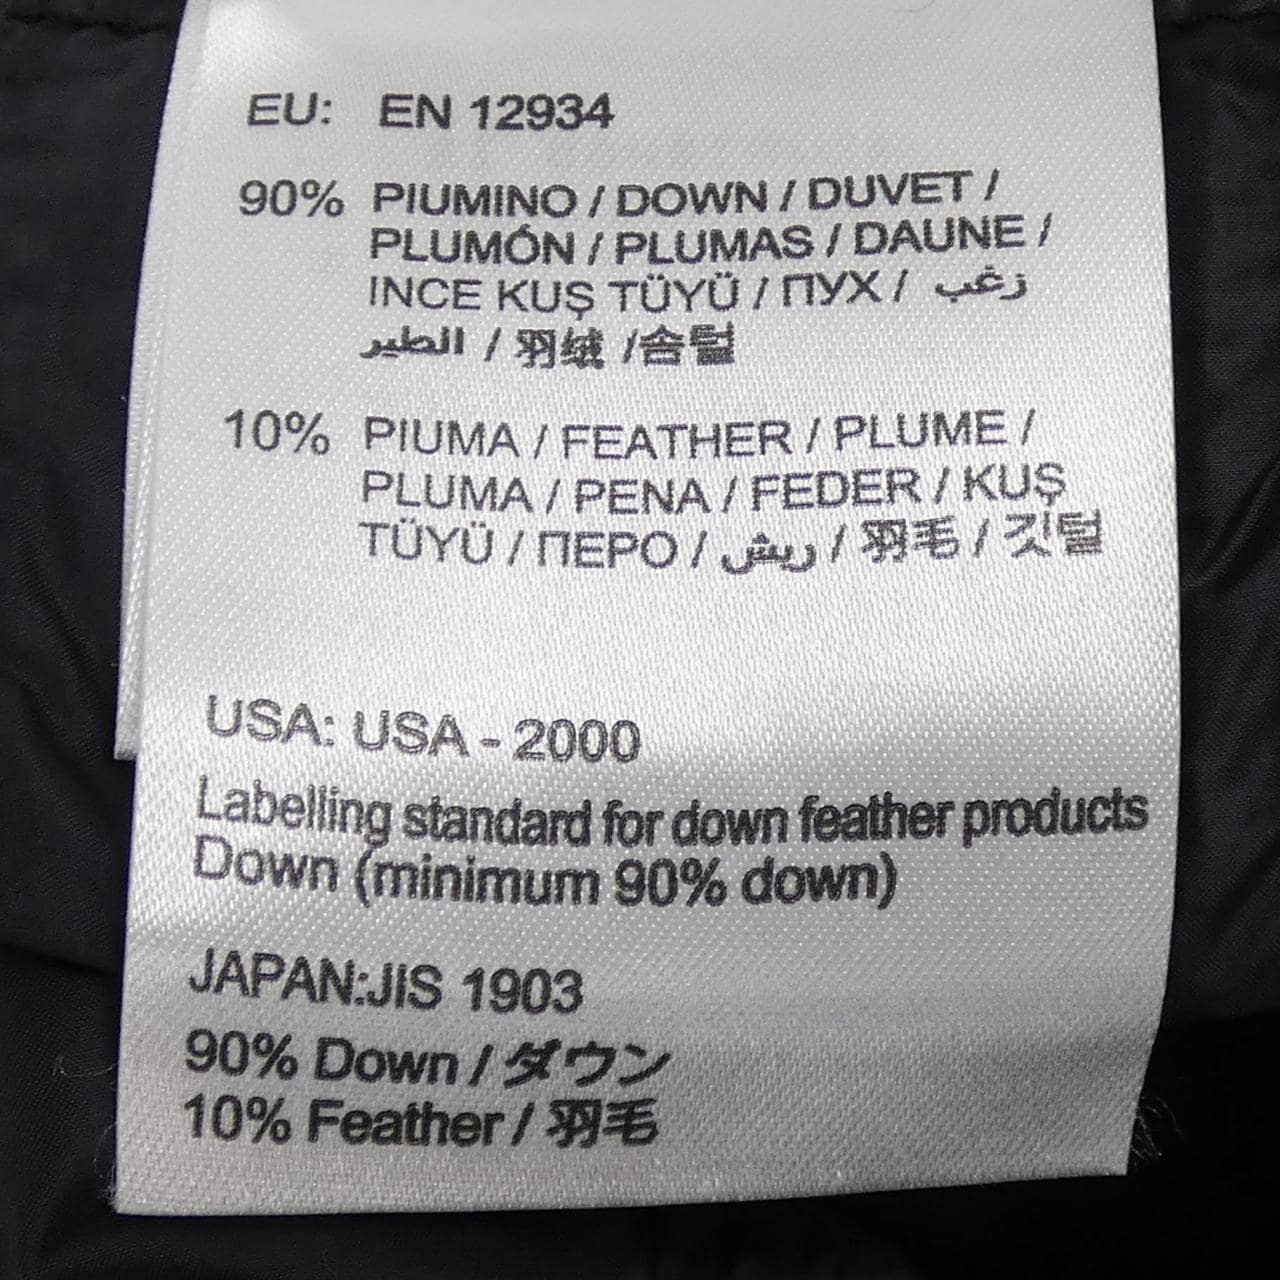 EU: EN 12934
90% PIUMINO / DOWN / DUVET /
PLUMÓN / PLUMAS / DAUNE /
INCE KUŞ TÜYÜ / ПУХ / زغب
الطير / 羽绒 /솜털
10% PIUMA / FEATHER / PLUME /
PLUMA / PENA / FEDER / KUŞ
TÜYÜ / ПЕРО / ريش / 羽毛 / 깃털
USA: USA - 2000
Labelling standard for down feather products
Down (minimum 90% down)
JAPAN:JIS 1903
90% Down / ダウン
10% Feather / 羽毛